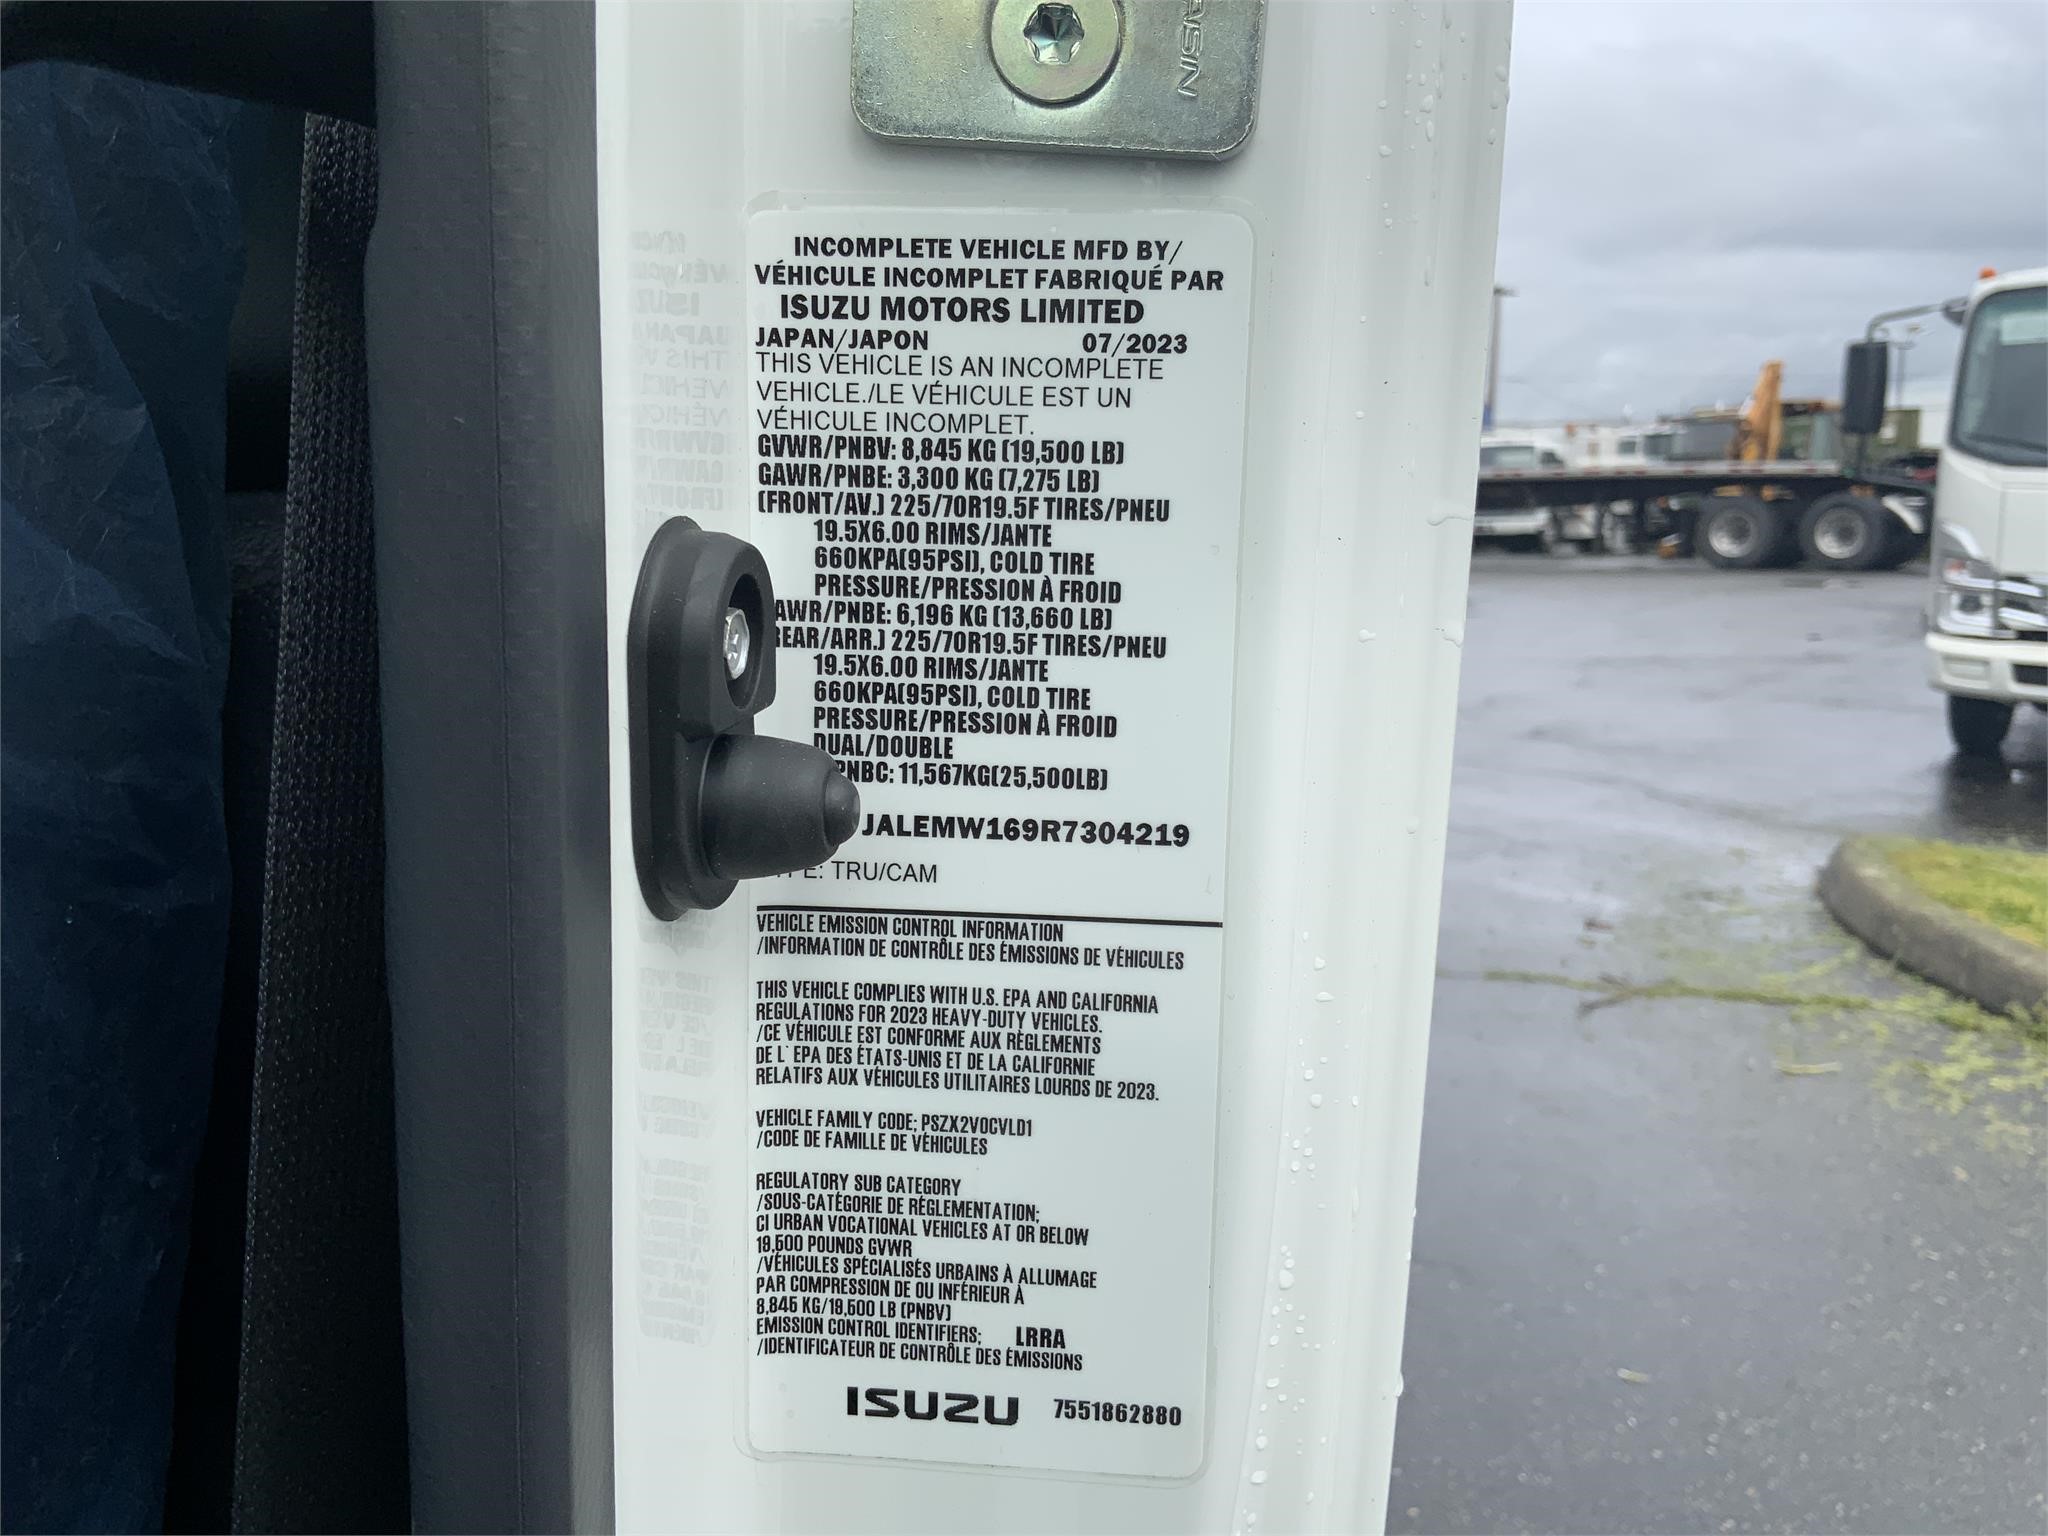 AISIN
INCOMPLETE VEHICLE MFD BY/
VÉHICULE INCOMPLET FABRIQUÉ PAR
ISUZU MOTORS LIMITED
JAPAN/JAPON 07/2023
THIS VEHICLE IS AN INCOMPLETE
VEHICLE./LE VÉHICULE EST UN
VÉHICULE INCOMPLET.
GVWR/PNBV: 8,845 KG (19,500 LB)
GAWR/PNBE: 3,300 KG (7,275 LB)
(FRONT/AV.) 225/70R19.5F TIRES/PNEU
19.5X6.00 RIMS/JANTE
660KPA(95PSI), COLD TIRE
PRESSURE/PRESSION À FROID
AWR/PNBE: 6,196 KG (13,660 LB)
REAR/ARR.) 225/70R19.5F TIRES/PNEU
19.5X6.00 RIMS/JANTE
660KPA(95PSI), COLD TIRE
PRESSURE/PRESSION À FROID
DUAL/DOUBLE
PNBC: 11,567KG(25,500LB)
JALEMW169R7304219
TRU/CAM
VEHICLE EMISSION CONTROL INFORMATION
/INFORMATION DE CONTRÔLE DES ÉMISSIONS DE VÉHICULES
THIS VEHICLE COMPLIES WITH U.S. EPA AND CALIFORNIA
REGULATIONS FOR 2023 HEAVY-DUTY VEHICLES.
/CE VÉHICULE EST CONFORME AUX RÈGLEMENTS
DE L'EPA DES ÉTATS-UNIS ET DE LA CALIFORNIE
RELATIFS AUX VÉHICULES UTILITAIRES LOURDS DE 2023.
VEHICLE FAMILY CODE; PSZX2VOCVLD1
/CODE DE FAMILLE DE VÉHICULES
REGULATORY SUB CATEGORY
/SOUS-CATÉGORIE DE RÉGLEMENTATION;
CI URBAN VOCATIONAL VEHICLES AT OR BELOW
19,500 POUNDS GVWR
/VÉHICULES SPÉCIALISÉS URBAINS À ALLUMAGE
PAR COMPRESSION DE OU INFÉRIEUR À
8,845 KG/19,500 LB (PNBV)
EMISSION CONTROL IDENTIFIERS; LRRA
/IDENTIFICATEUR DE CONTRÔLE DES ÉMISSIONS
ISUZU 7551862880